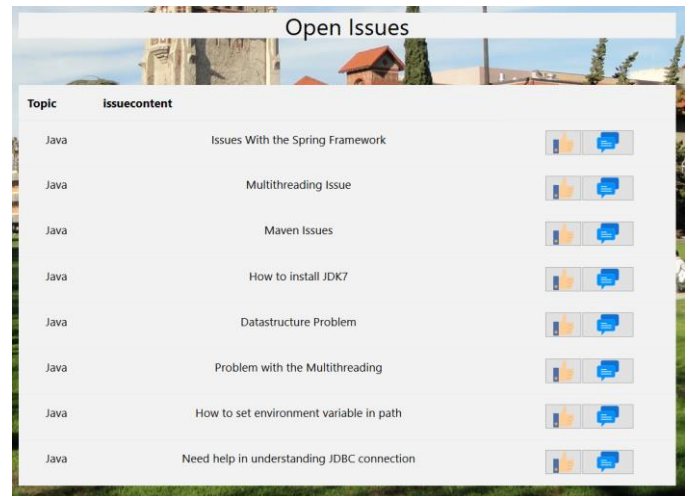 Open Issues
Topic issuecontent
Java Issues With the Spring Framework
Java Multithreading Issue
Java Maven Issues
Java How to install JDK7
Java Datastructure Problem
Java Problem with the Multithreading
Java How to set environment variable in path
Java Need help in understanding JDBC connection